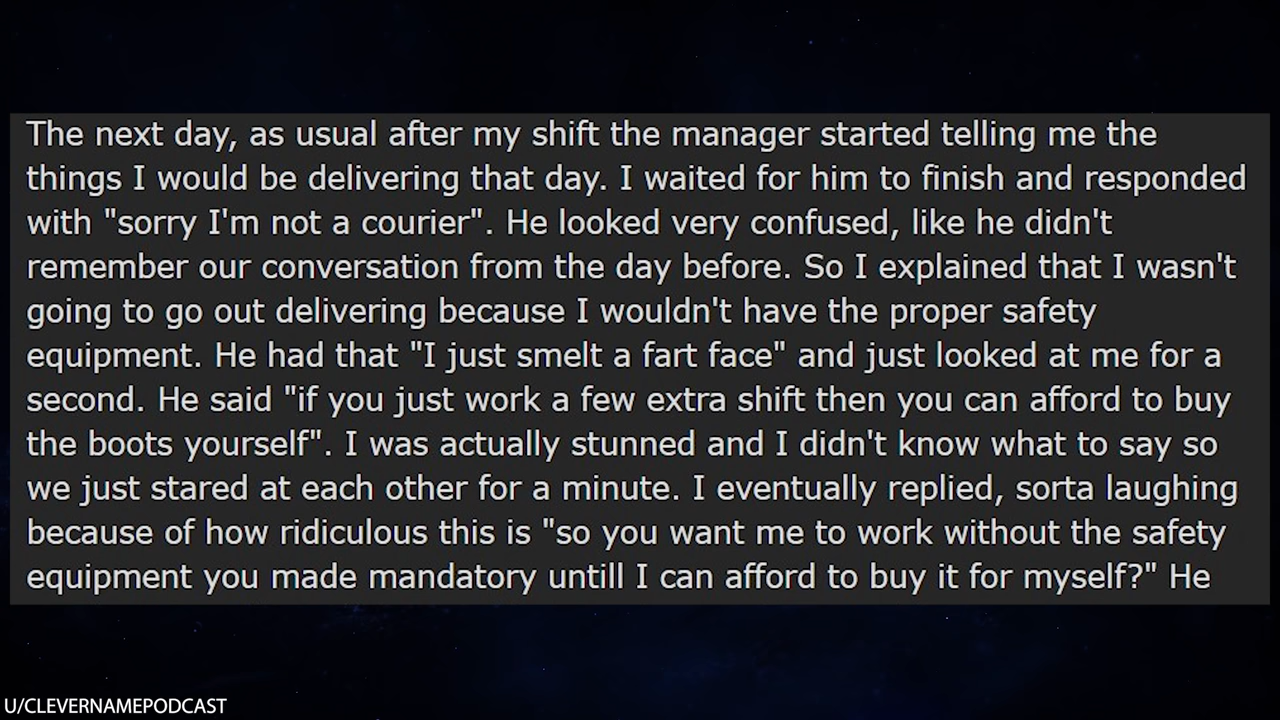 The next day, as usual after my shift the manager started telling me the
things I would be delivering that day. I waited for him to finish and responded
with "sorry I'm not a courier". He looked very confused, like he didn't
remember our conversation from the day before. So I explained that I wasn't
going to go out delivering because I wouldn't have the proper safety
equipment. He had that "I just smelt a fart face" and just looked at me for a
second. He said "if you just work a few extra shift then you can afford to buy
the boots yourself". I was actually stunned and I didn't know what to say so
we just stared at each other for a minute. I eventually replied, sorta laughing
because of how ridiculous this is "so you want me to work without the safety
equipment you made mandatory untill I can afford to buy it for myself?" He
U/CLEVERNAMEPODCAST